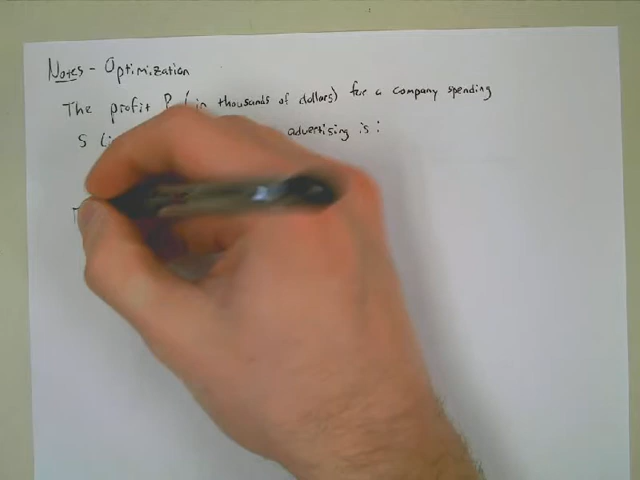 Notes - Optimization
The profit P (in thousands of dollars) for a company spending
S (i advertising is: